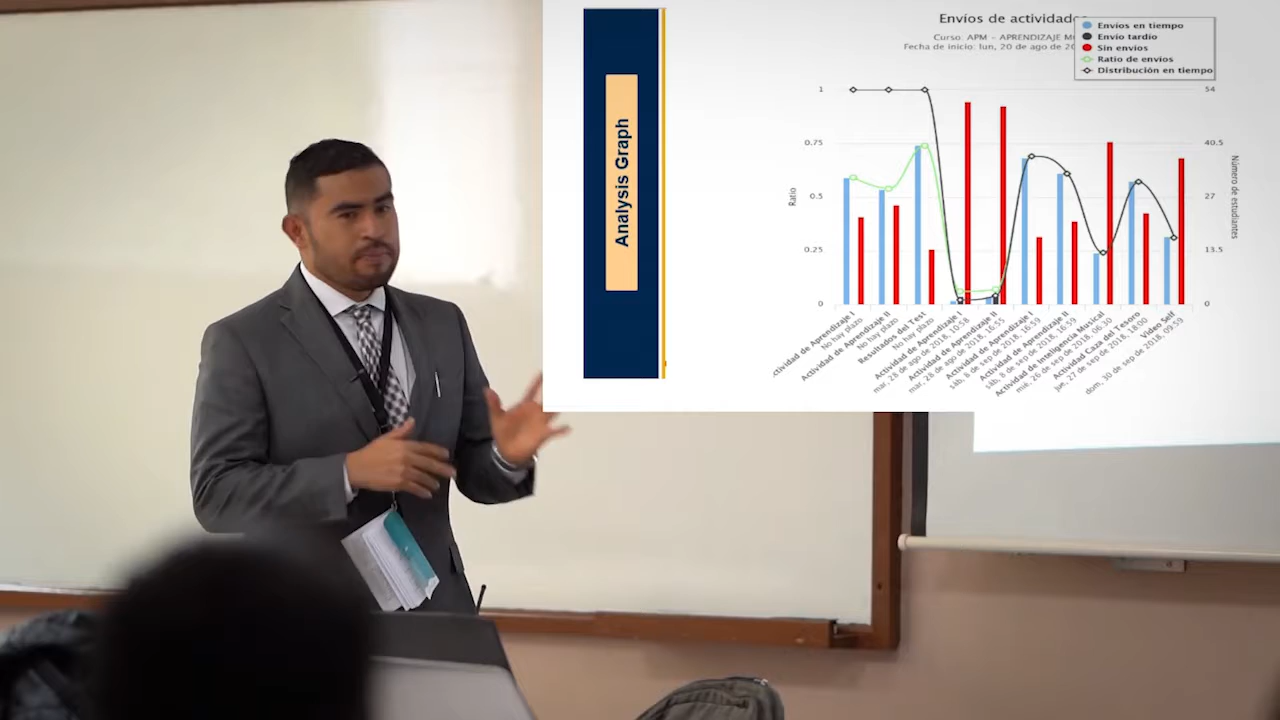 Analysis Graph
Envíos de actividades
Curso: APM - APRENDIZAJE
Fecha de inicio: lun, 20 de ago de
Envíos en tiempo
Envío tardío
Sin envíos
Ratio de envíos
Distribución en tiempo
1
0.75
0.5
0.25
0
Ratio
54
40.5
27
13.5
0
Número de estudiantes
ctividad de Aprendizaje I
No hay plazo
Actividad de Aprendizaje II
No hay plazo
Resultados del Test
No hay plazo
Actividad de Aprendizaje I
mar, 28 de ago de 2018, 10:58
Actividad de Aprendizaje II
mar, 28 de ago de 2018, 16:55
Actividad de Aprendizaje I
sáb, 8 de sep de 2018, 16:59
Actividad de Aprendizaje II
sáb, 8 de sep de 2018, 16:59
Actividad de Inteligencia Musical
mié, 26 de sep de 2018, 06:30
Actividad Caza del Tesoro
jue, 27 de sep de 2018, 18:00
Video Self
dom, 30 de sep de 2018, 09:59